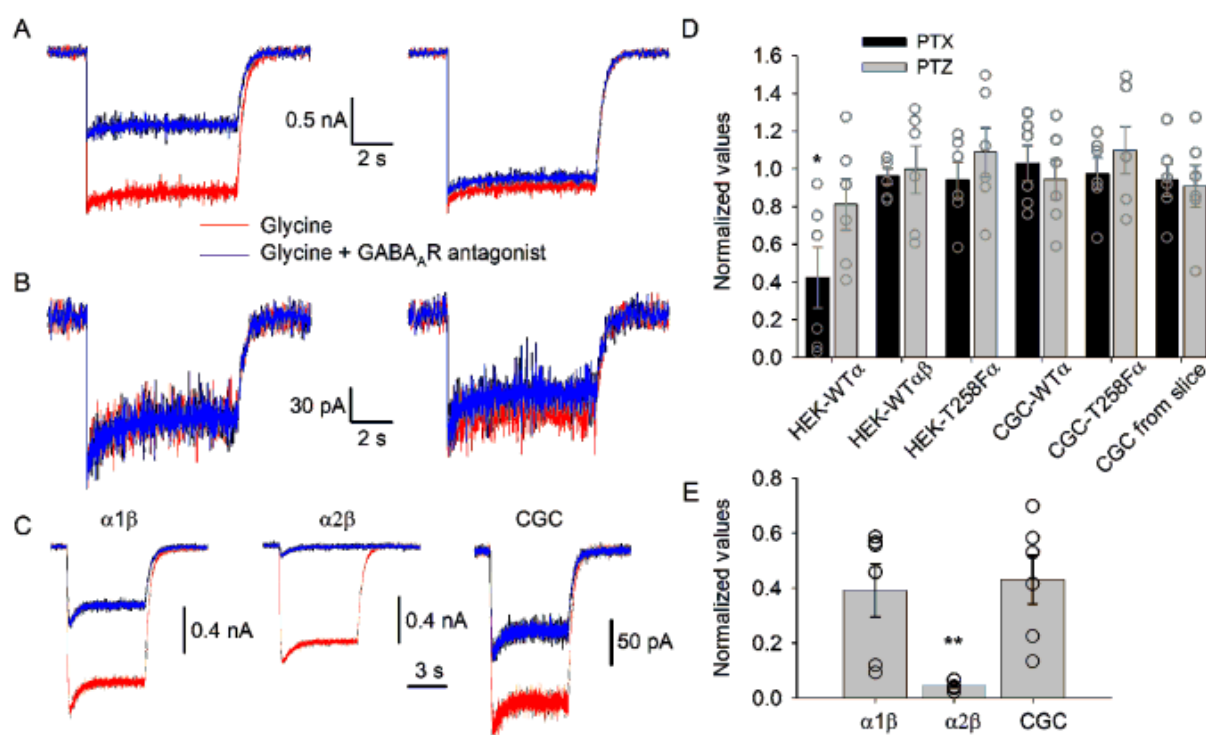 A
0.5 nA
2 s
Glycine
Glycine + GABAAR antagonist
B
30 pA
2 s
C
α1β
α2β
CGC
0.4 nA
0.4 nA
50 pA
3 s
D
PTX
PTZ
Normalized values
1.6
1.4
1.2
1.0
0.8
0.6
0.4
0.2
0.0
*
HEK-WTα
HEK-WTαβ
HEK-T258Fα
CGC-WTα
CGC-T258Fα
CGC from slice
E
Normalized values
0.8
0.6
0.4
0.2
0.0
**
α1β
α2β
CGC